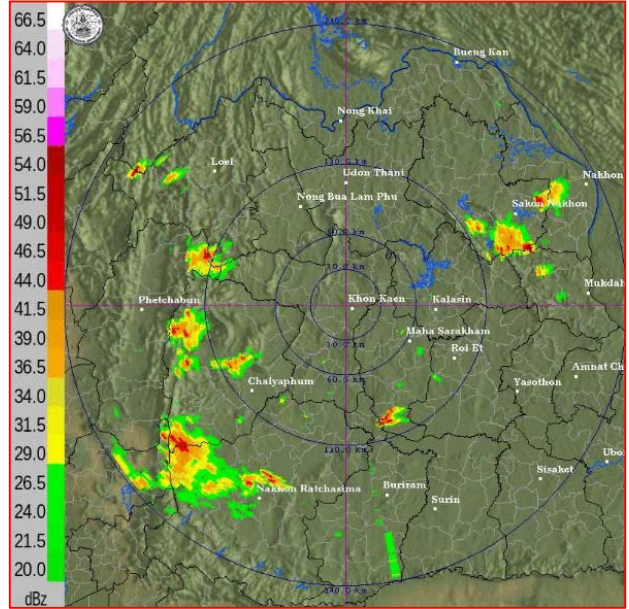 66.5
64.0
61.5
59.0
56.5
54.0
51.5
49.0
46.5
44.0
41.5
39.0
36.5
34.0
31.5
29.0
26.5
24.0
21.5
20.0
dBz
Bueng Kan
Nong Khai
Loei
Udon Thani
Nakhon
Nong Bua Lam Phu
Sakon Nakhon
Mukdah
Phetchabun
Khon Kaen
Kalasin
Maha Sarakham
Roi Et
Chaiyaphum
Yasothon
Amnat Ch
Ubo
Nakhon Ratchasima
Buriram
Surin
Sisaket